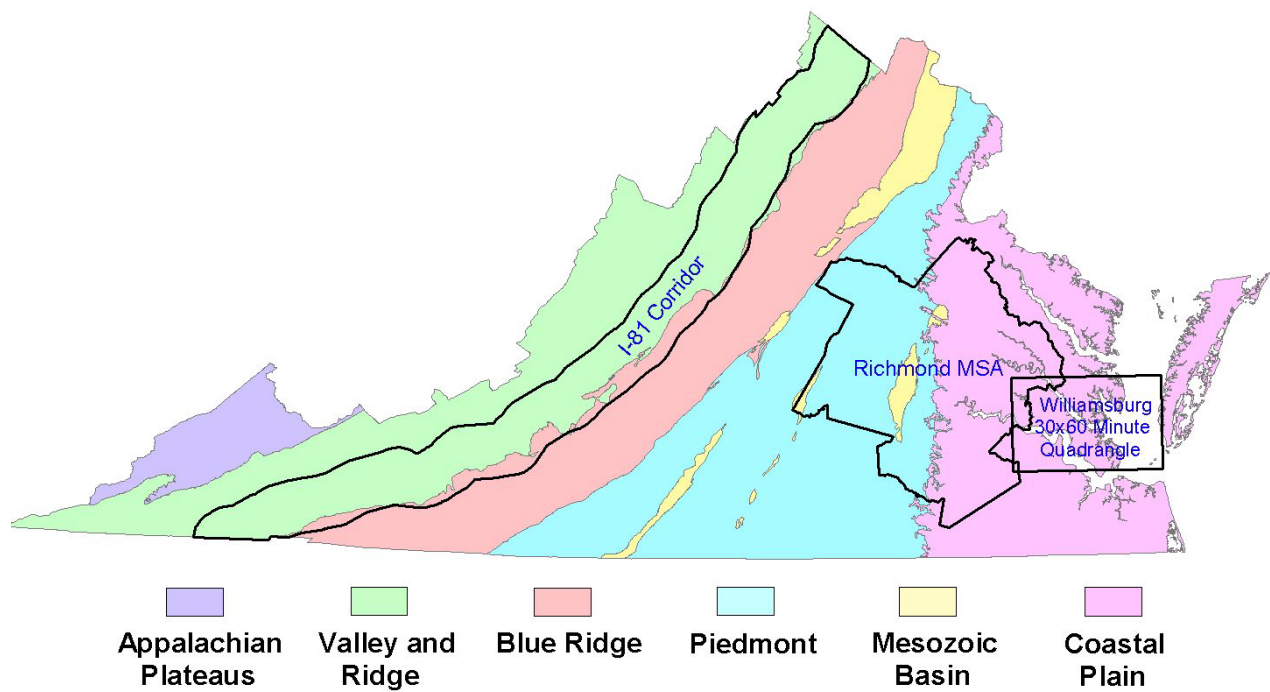 I-81 Corridor
Richmond MSA
Williamsburg
30x60 Minute
Quadrangle
Appalachian
Plateaus
Valley and
Ridge
Blue Ridge
Piedmont
Mesozoic
Basin
Coastal
Plain